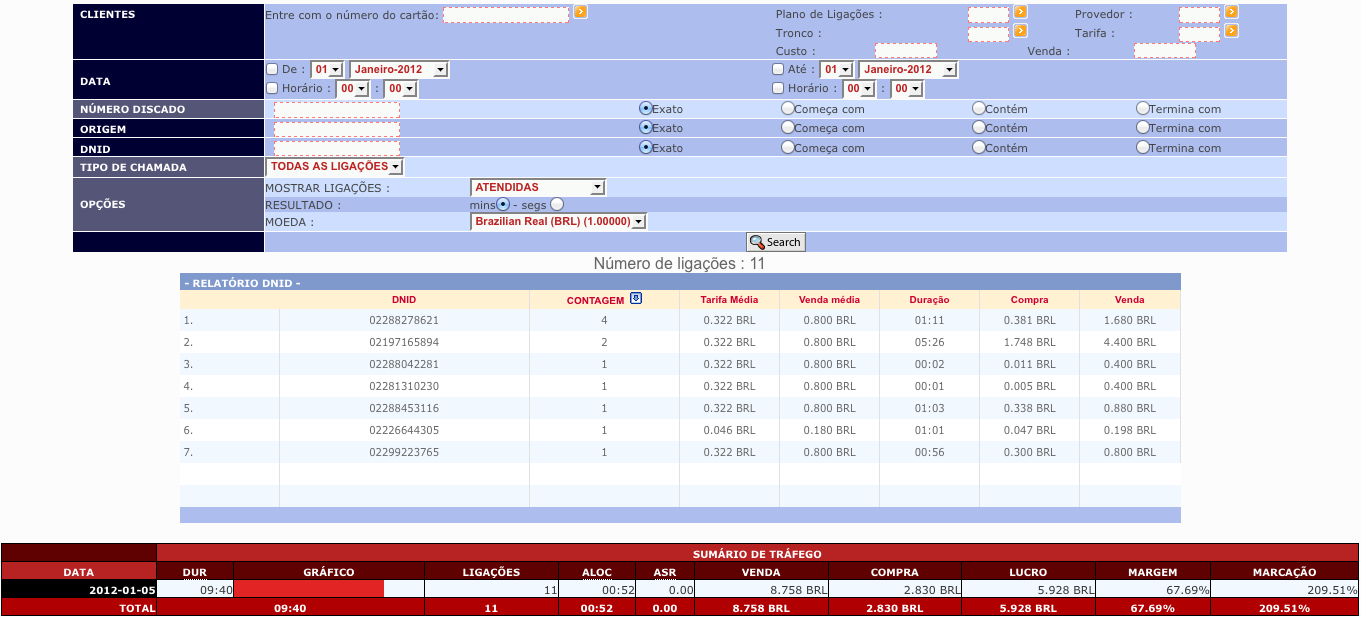 CLIENTES Entre com o número do cartão: Plano de Ligações : Provedor :
Tronco : Tarifa :
Custo : Venda :
DATA De : 01 Janeiro-2012 Até : 01 Janeiro-2012
Horário : 00 : 00 Horário : 00 : 00
NÚMERO DISCADO Exato Começa com Contém Termina com
ORIGEM Exato Começa com Contém Termina com
DNID Exato Começa com Contém Termina com
TIPO DE CHAMADA TODAS AS LIGAÇÕES
OPÇÕES MOSTRAR LIGAÇÕES : ATENDIDAS
RESULTADO : mins - segs
MOEDA : Brazilian Real (BRL) (1.00000)
Search
Número de ligações : 11
- RELATÓRIO DNID -
DNID CONTAGEM Tarifa Média Venda média Duração Compra Venda
1. 02288278621 4 0.322 BRL 0.800 BRL 01:11 0.381 BRL 1.680 BRL
2. 02197165894 2 0.322 BRL 0.800 BRL 05:26 1.748 BRL 4.400 BRL
3. 02288042281 1 0.322 BRL 0.800 BRL 00:02 0.011 BRL 0.400 BRL
4. 02281310230 1 0.322 BRL 0.800 BRL 00:01 0.005 BRL 0.400 BRL
5. 02288453116 1 0.322 BRL 0.800 BRL 01:03 0.338 BRL 0.880 BRL
6. 02226644305 1 0.046 BRL 0.180 BRL 01:01 0.047 BRL 0.198 BRL
7. 02299223765 1 0.322 BRL 0.800 BRL 00:56 0.300 BRL 0.800 BRL
SUMÁRIO DE TRÁFEGO
DATA DUR GRÁFICO LIGAÇÕES ALOC ASR VENDA COMPRA LUCRO MARGEM MARCAÇÃO
2012-01-05 09:40 11 00:52 0.00 8.758 BRL 2.830 BRL 5.928 BRL 67.69% 209.51%
TOTAL 09:40 11 00:52 0.00 8.758 BRL 2.830 BRL 5.928 BRL 67.69% 209.51%